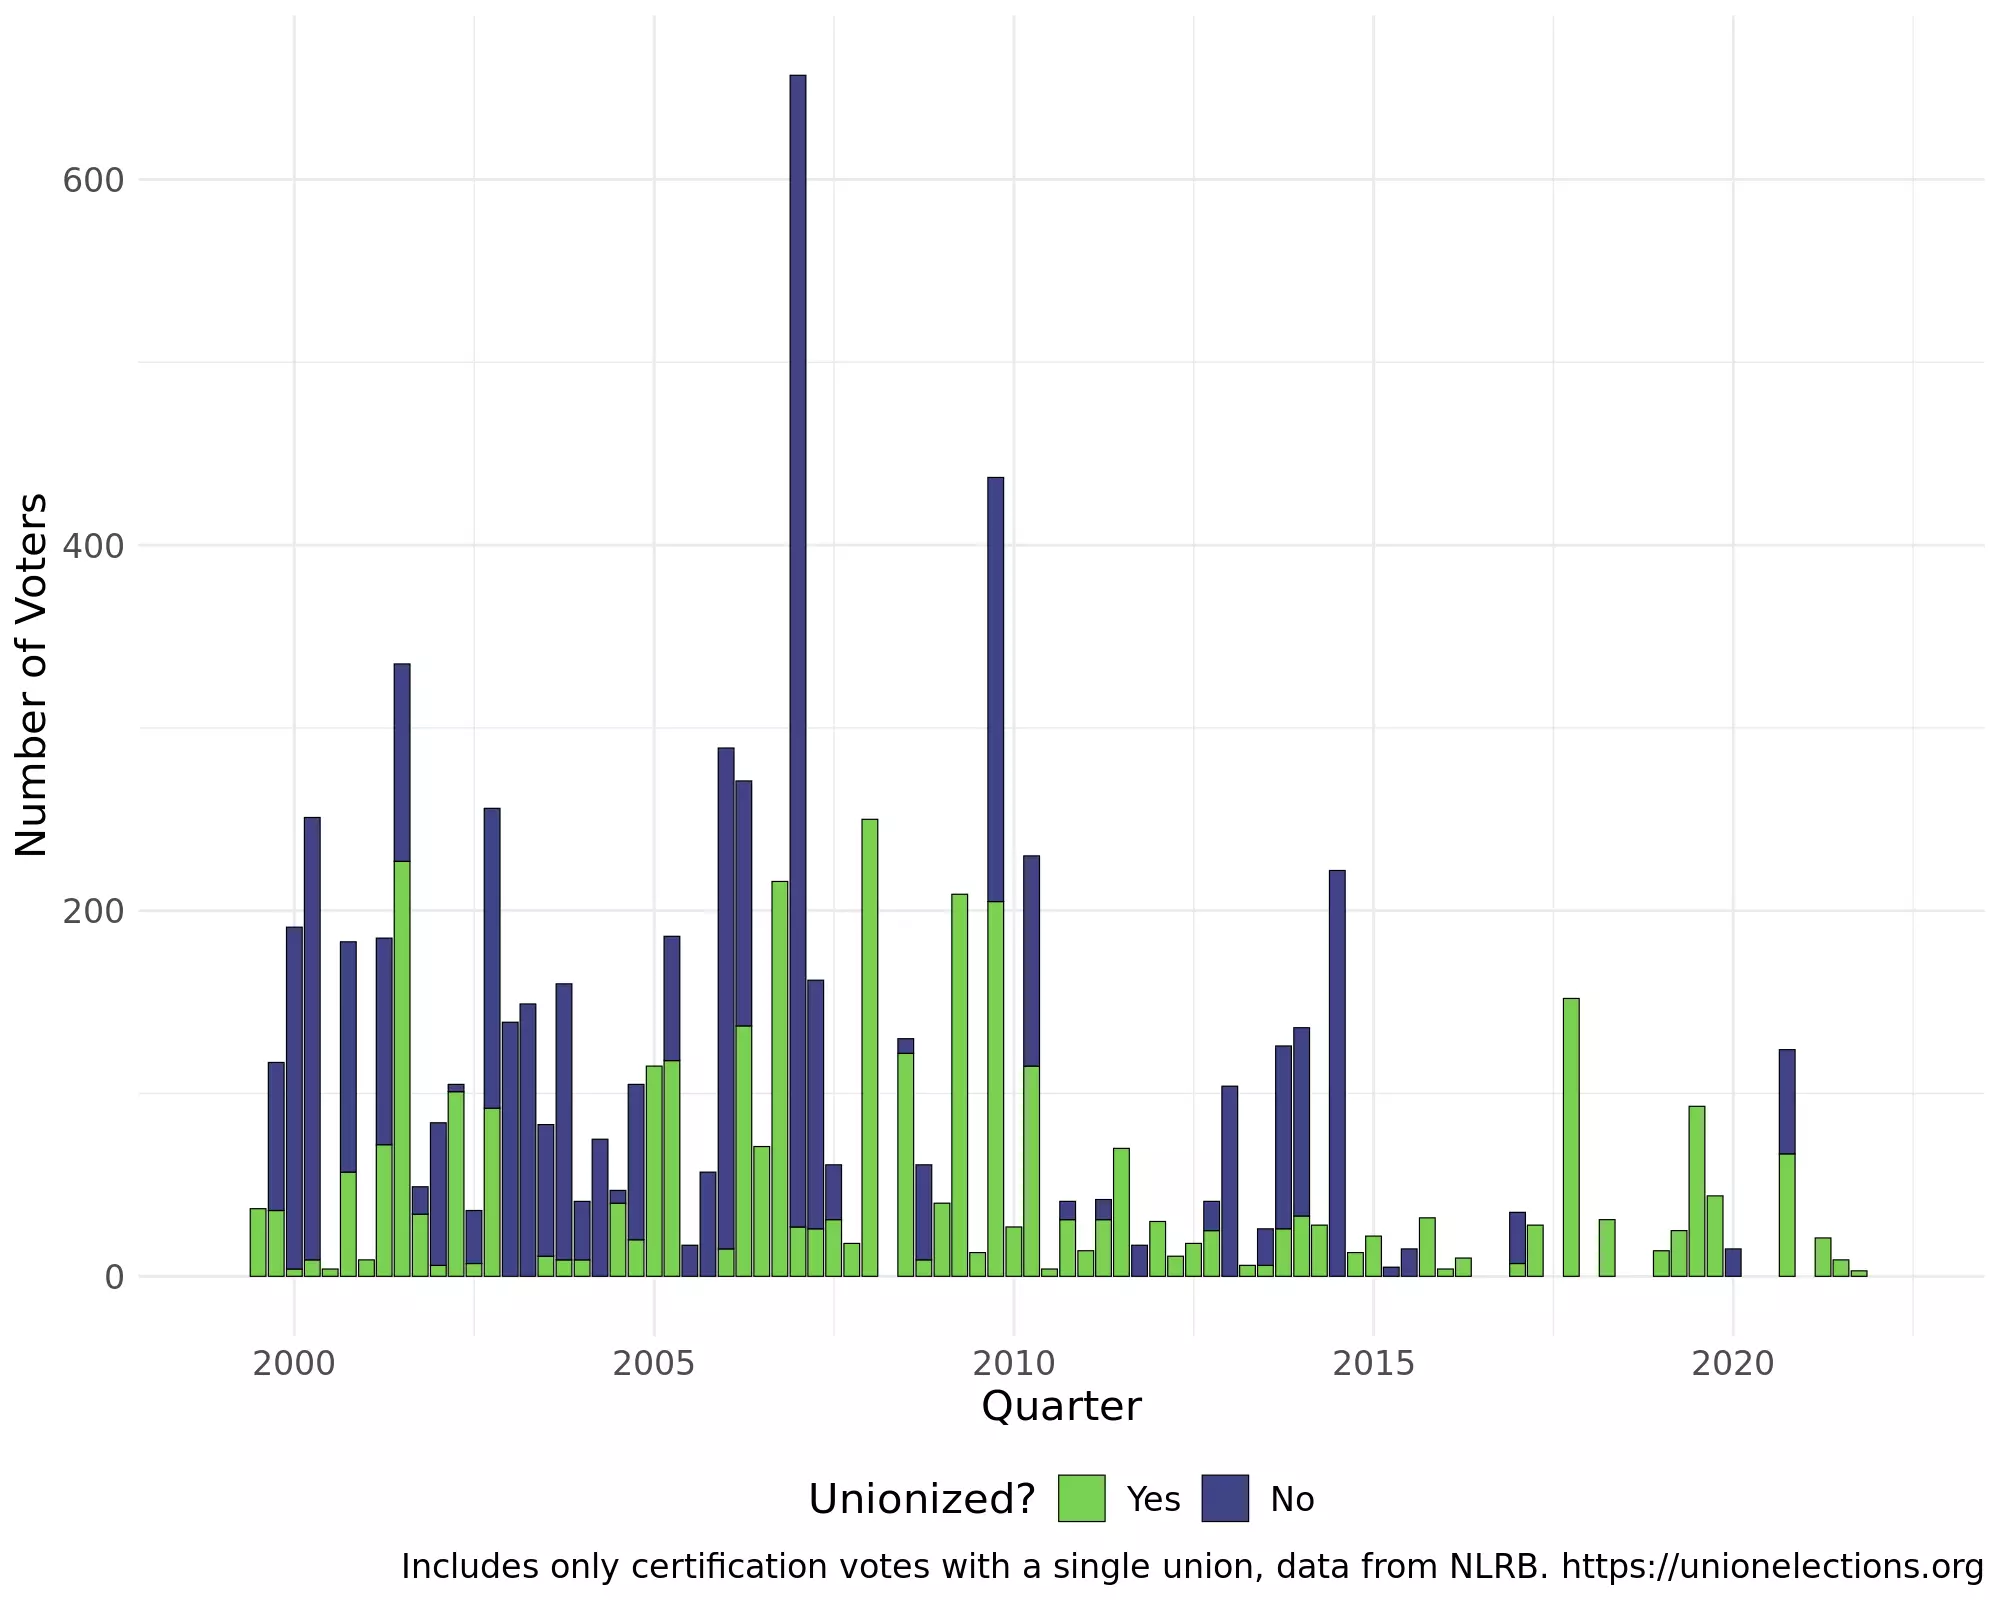 Number of Voters
600
400
200
0
2000 2005 2010 2015 2020
Quarter
Unionized? Yes No
Includes only certification votes with a single union, data from NLRB. https://unionelections.org